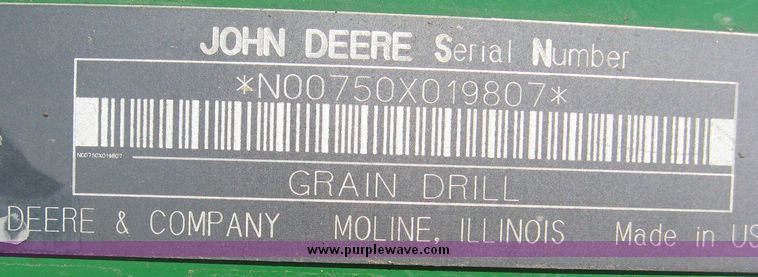 JOHN DEERE Serial Number
*N00750X019807*
N00750X019807
GRAIN DRILL
DEERE & COMPANY MOLINE, ILLINOIS Made in US
www.purplewave.com